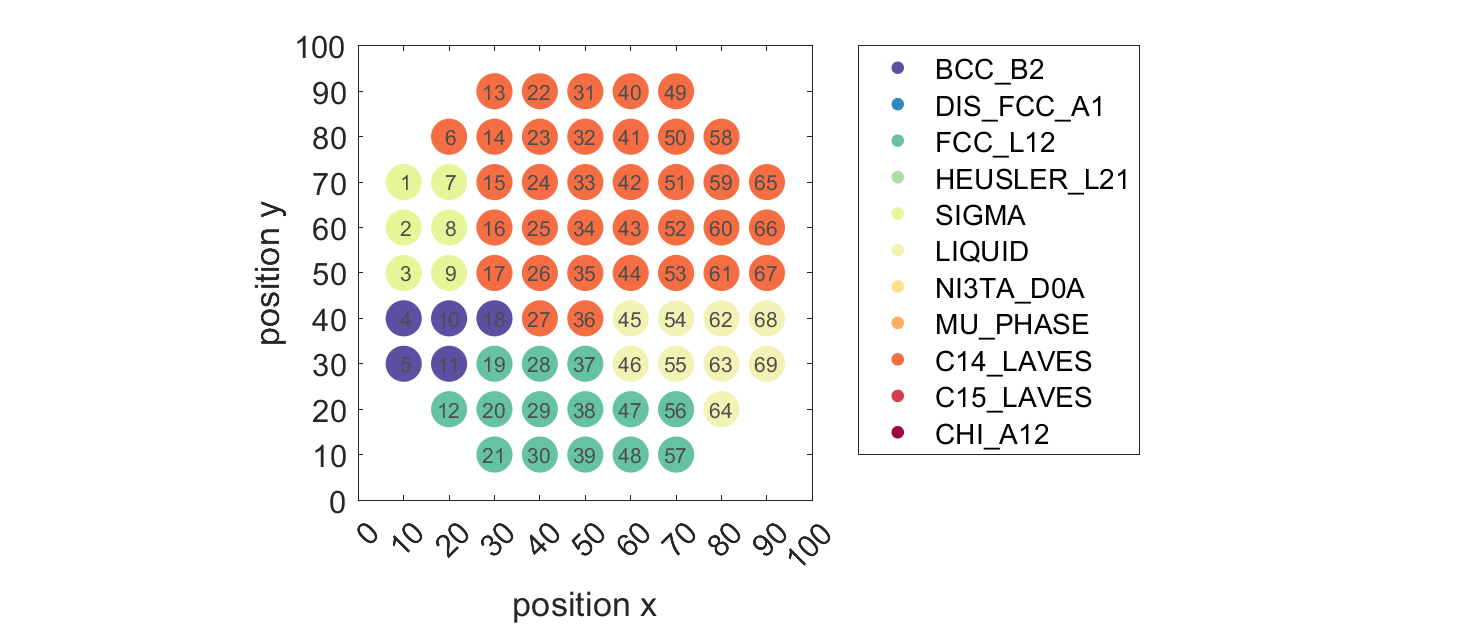 100
90
80
70
60
50
40
30
20
10
0
position y
13 22 31 40 49
6 14 23 32 41 50 58
1 7 15 24 33 42 51 59 65
2 8 16 25 34 43 52 60 66
3 9 17 26 35 44 53 61 67
4 10 18 27 36 45 54 62 68
5 11 19 28 37 46 55 63 69
12 20 29 38 47 56 64
21 30 39 48 57
0 10 20 30 40 50 60 70 80 90 100
position x
BCC_B2
DIS_FCC_A1
FCC_L12
HEUSLER_L21
SIGMA
LIQUID
NI3TA_D0A
MU_PHASE
C14_LAVES
C15_LAVES
CHI_A12